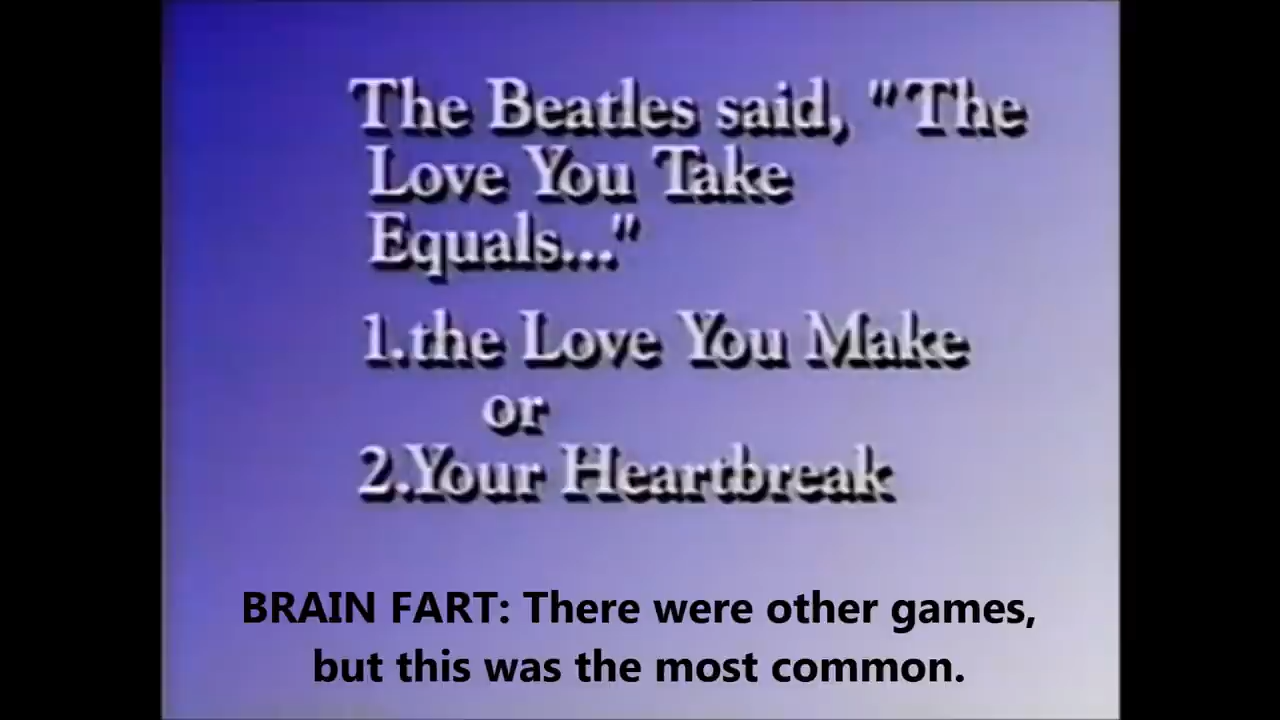 The Beatles said, "The
Love You Take
Equals..."
1.the Love You Make
or
2.Your Heartbreak
BRAIN FART: There were other games,
but this was the most common.